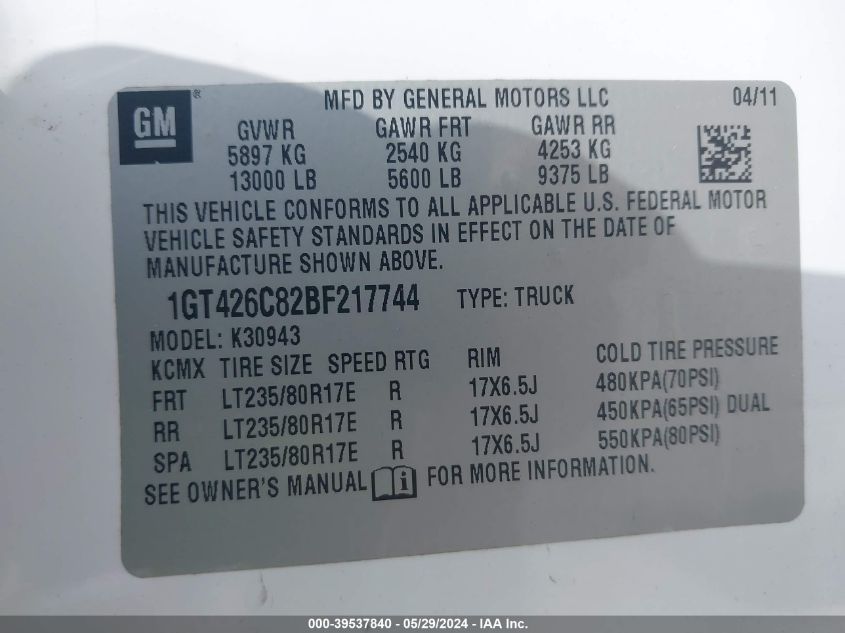 GM® MFD BY GENERAL MOTORS LLC 04/11
GVWR GAWR FRT GAWR RR
5897 KG 2540 KG 4253 KG
13000 LB 5600 LB 9375 LB
THIS VEHICLE CONFORMS TO ALL APPLICABLE U.S. FEDERAL MOTOR
VEHICLE SAFETY STANDARDS IN EFFECT ON THE DATE OF
MANUFACTURE SHOWN ABOVE.
1GT426C82BF217744 TYPE: TRUCK
MODEL: K30943
KCMX TIRE SIZE SPEED RTG RIM COLD TIRE PRESSURE
FRT LT235/80R17E R 17X6.5J 480KPA(70PSI)
RR LT235/80R17E R 17X6.5J 450KPA(65PSI) DUAL
SPA LT235/80R17E R 17X6.5J 550KPA(80PSI)
SEE OWNER'S MANUAL i FOR MORE INFORMATION.
000-39537840 - 05/29/2024 - IAA Inc.